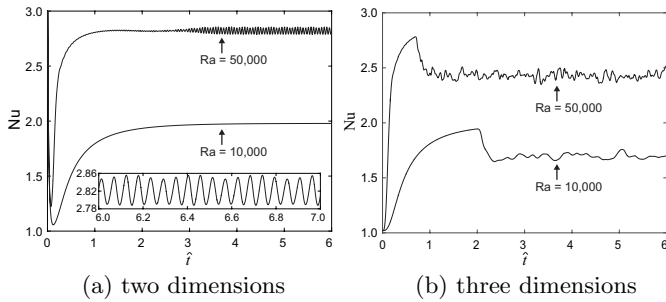 3.0
2.5
2.0
1.5
1.0
Nu
Ra = 50,000
Ra = 10,000
2.86
2.82
2.78
6.0 6.2 6.4 6.6 6.8 7.0
0 1 2 3 4 5 6
t̂
(a) two dimensions
3.0
2.5
2.0
1.5
1.0
Nu
Ra = 50,000
Ra = 10,000
0 1 2 3 4 5 6
t̂
(b) three dimensions